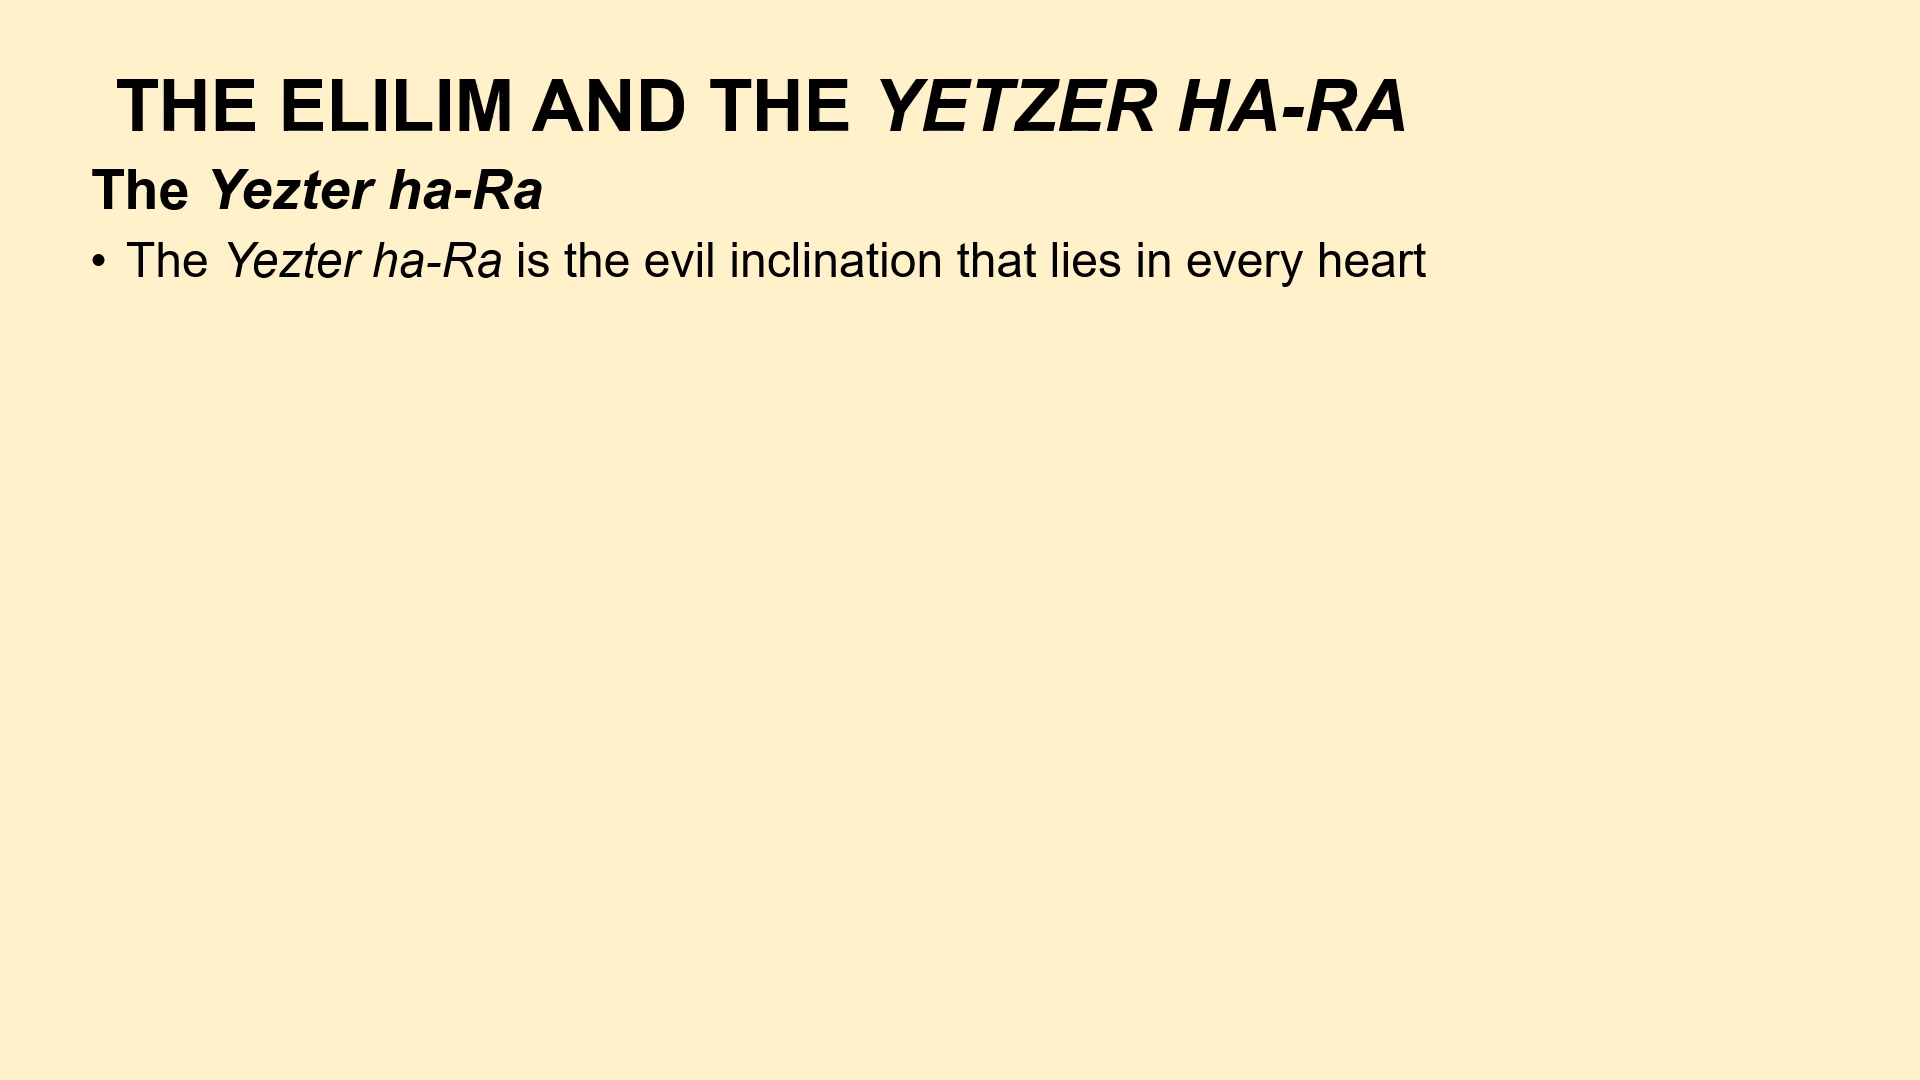 THE ELILIM AND THE YETZER HA-RA
The Yezter ha-Ra
• The Yezter ha-Ra is the evil inclination that lies in every heart